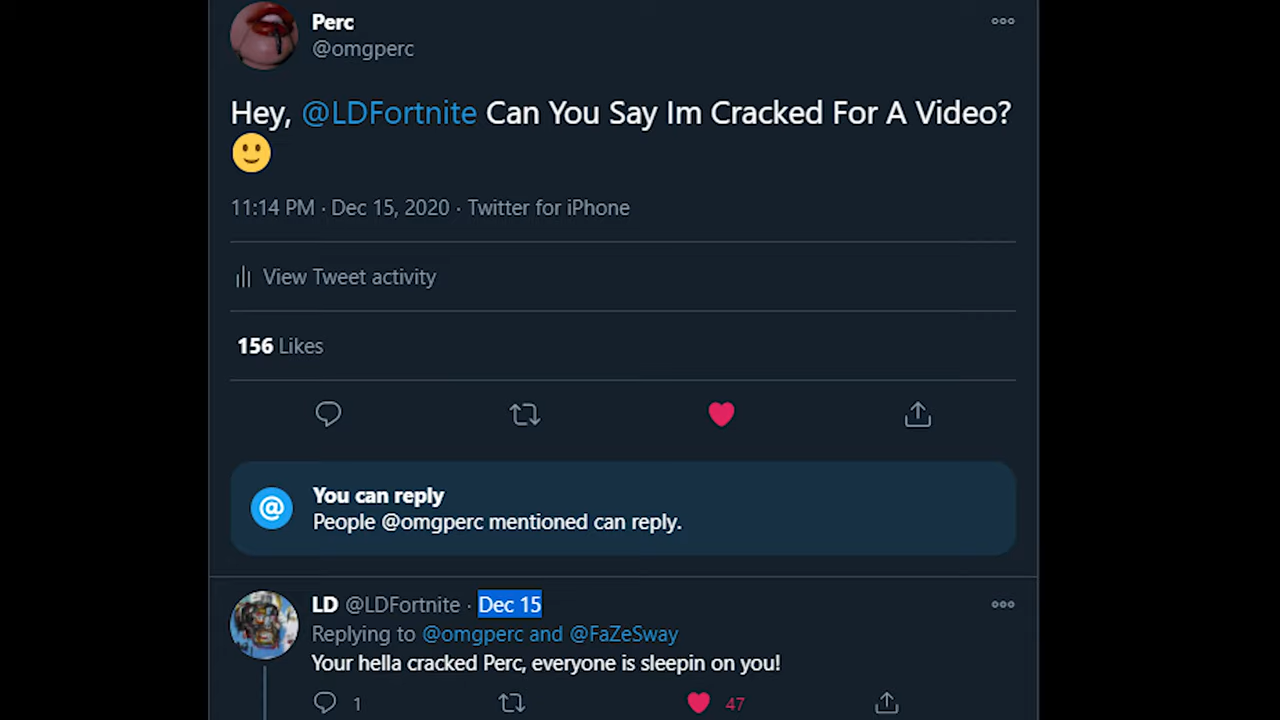 Perc
@omgperc
Hey, @LDFortnite Can You Say Im Cracked For A Video?
🙂
11:14 PM · Dec 15, 2020 · Twitter for iPhone
View Tweet activity
156 Likes
You can reply
People @omgperc mentioned can reply.
LD @LDFortnite · Dec 15
Replying to @omgperc and @FaZeSway
Your hella cracked Perc, everyone is sleepin on you!
1 47